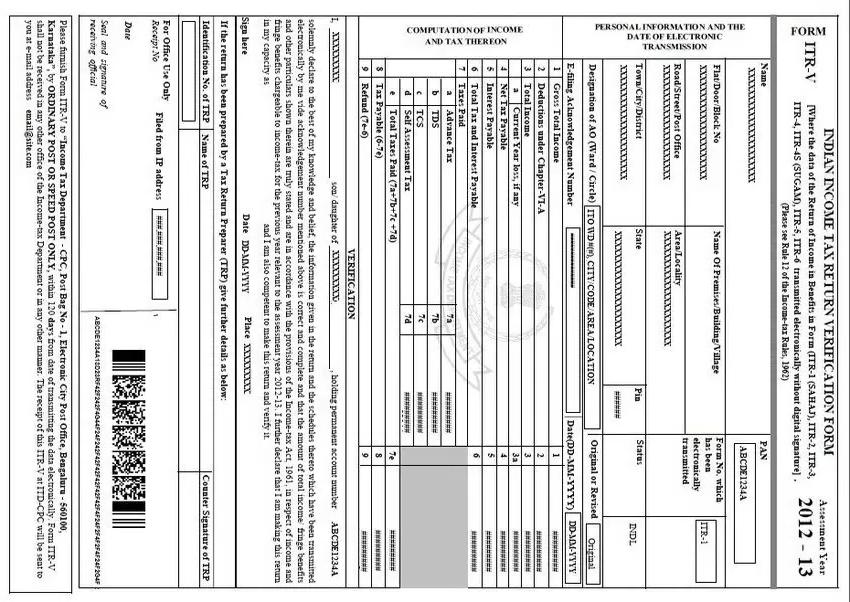 FORM
ITR-V
INDIAN INCOME TAX RETURN VERIFICATION FORM
[Where the data of the Return of Income in Benefits in Form (ITR-1 (SAHAJ), ITR-2, ITR-3,
ITR-4, ITR-4S (SUGAM), ITR-5, ITR-6 transmitted electronically without digital signature] .
(Please see Rule 12 of the Income-tax Rules, 1962)
Assessment Year
2012 - 13
PERSONAL INFORMATION AND THE
DATE OF ELECTRONIC
TRANSMISSION
Name
XXXXXXXXXXXXXXXXXX
PAN
ABCDE1234A
Flat/Door/Block No
XXXXXXXXXXXXXXXXXX
Name Of Premises/Building/Village
Form No. which
has been
electronically
transmitted
ITR-1
Road/Street/Post Office
XXXXXXXXXXXXXXXXXX
Area/Locality
XXXXXXXXXXXXXXXXXX
Town/City/District
XXXXXXXXXXXXXXXXXX
State
XXXXXXXXXXXXXXXXXX
Pin
######
Status
INDL
Designation of AO (Ward / Circle)
ITO WD#(#), CITY/CODE/AREA/LOCATION
Original or Revised
Original
E-filing Acknowledgement Number
###############
Date(DD-MM-YYYY)
DD-MM-YYYY
COMPUTATION OF INCOME
AND TAX THEREON
1 Gross Total Income 1 #########
2 Deductions under Chapter-VI-A 2 #########
3 Total Income 3 #########
a Current Year loss, if any 3a #########
4 Net Tax Payable 4 #########
5 Interest Payable 5 #########
6 Total Tax and Interest Payable 6 #########
7 Taxes Paid
a Advance Tax 7a #########
b TDS 7b #########
c TCS 7c #########
d Self Assessment Tax 7d #########
e Total Taxes Paid (7a+7b+7c +7d) 7e #########
8 Tax Payable (6-7e) 8 #########
9 Refund (7e-6) 9 #########
VERIFICATION
I, XXXXXXXXX son/ daughter of XXXXXXXXXo , holding permanent account number ABCDE1234A
solemnly declare to the best of my knowledge and belief, the information given in the return and the schedules thereto which have been transmitted
electronically by me vide acknowledgement number mentioned above is correct and complete and that the amount of total income/ fringe benefits
and other particulars shown therein are truly stated and are in accordance with the provisions of the Income-tax Act, 1961, in respect of income and
fringe benefits chargeable to income-tax for the previous year relevant to the assessment year 2012-13. I further declare that I am making this return
in my capacity as and I am also competent to make this return and verify it.
Sign here Date DD-MM-YYYY Place XXXXXXXXX
If the return has been prepared by a Tax Return Preparer (TRP) give further details as below:
Identification No. of TRP Name of TRP Counter Signature of TRP
For Office Use Only
Receipt No
Filed from IP address ###.###.###.###
Date
Seal and signature of
receiving official
1
Please furnish Form ITR-V to “Income Tax Department - CPC, Post Bag No - 1, Electronic City Post Office, Bengaluru - 560100,
Karnataka”, by ORDINARY POST OR SPEED POST ONLY, within 120 days from date of transmitting the data electronically. Form ITR-V
shall not be received in any other office of the Income-tax Department or in any other manner. The receipt of this ITR-V at ITD-CPC will be sent to
you at e-mail address email@site.com